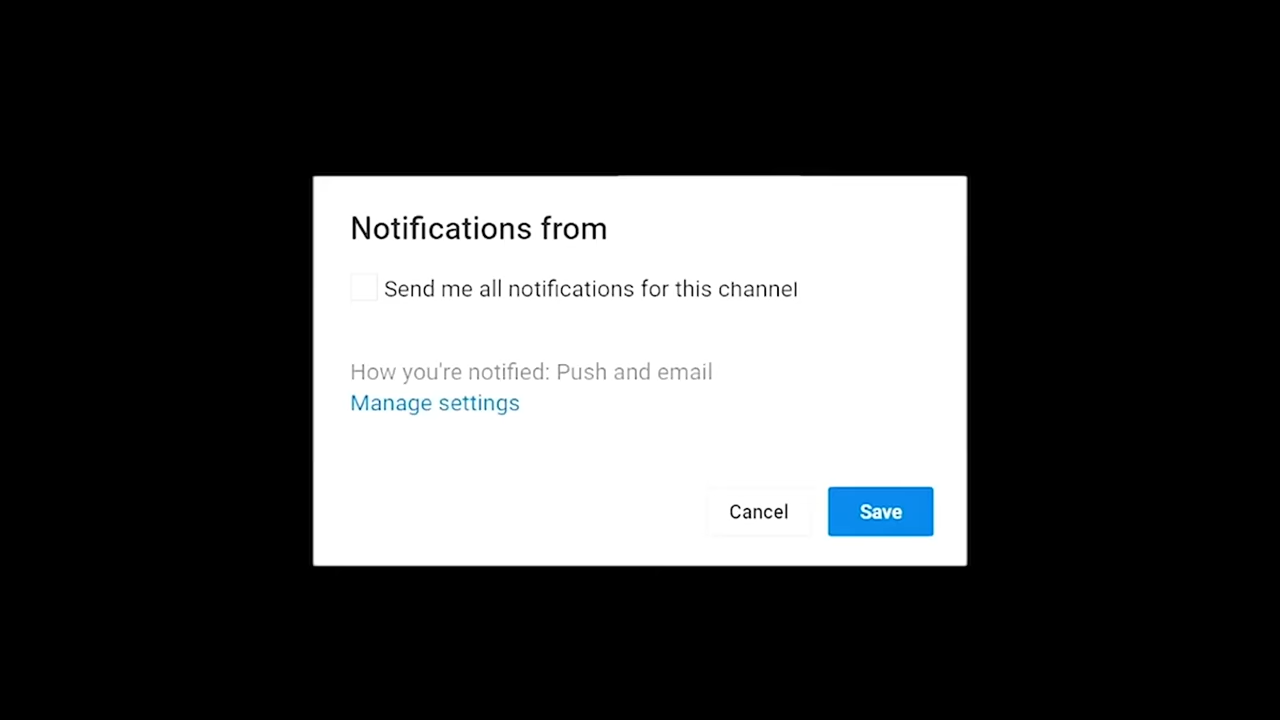 Notifications from
Send me all notifications for this channel
How you're notified: Push and email
Manage settings
Cancel Save